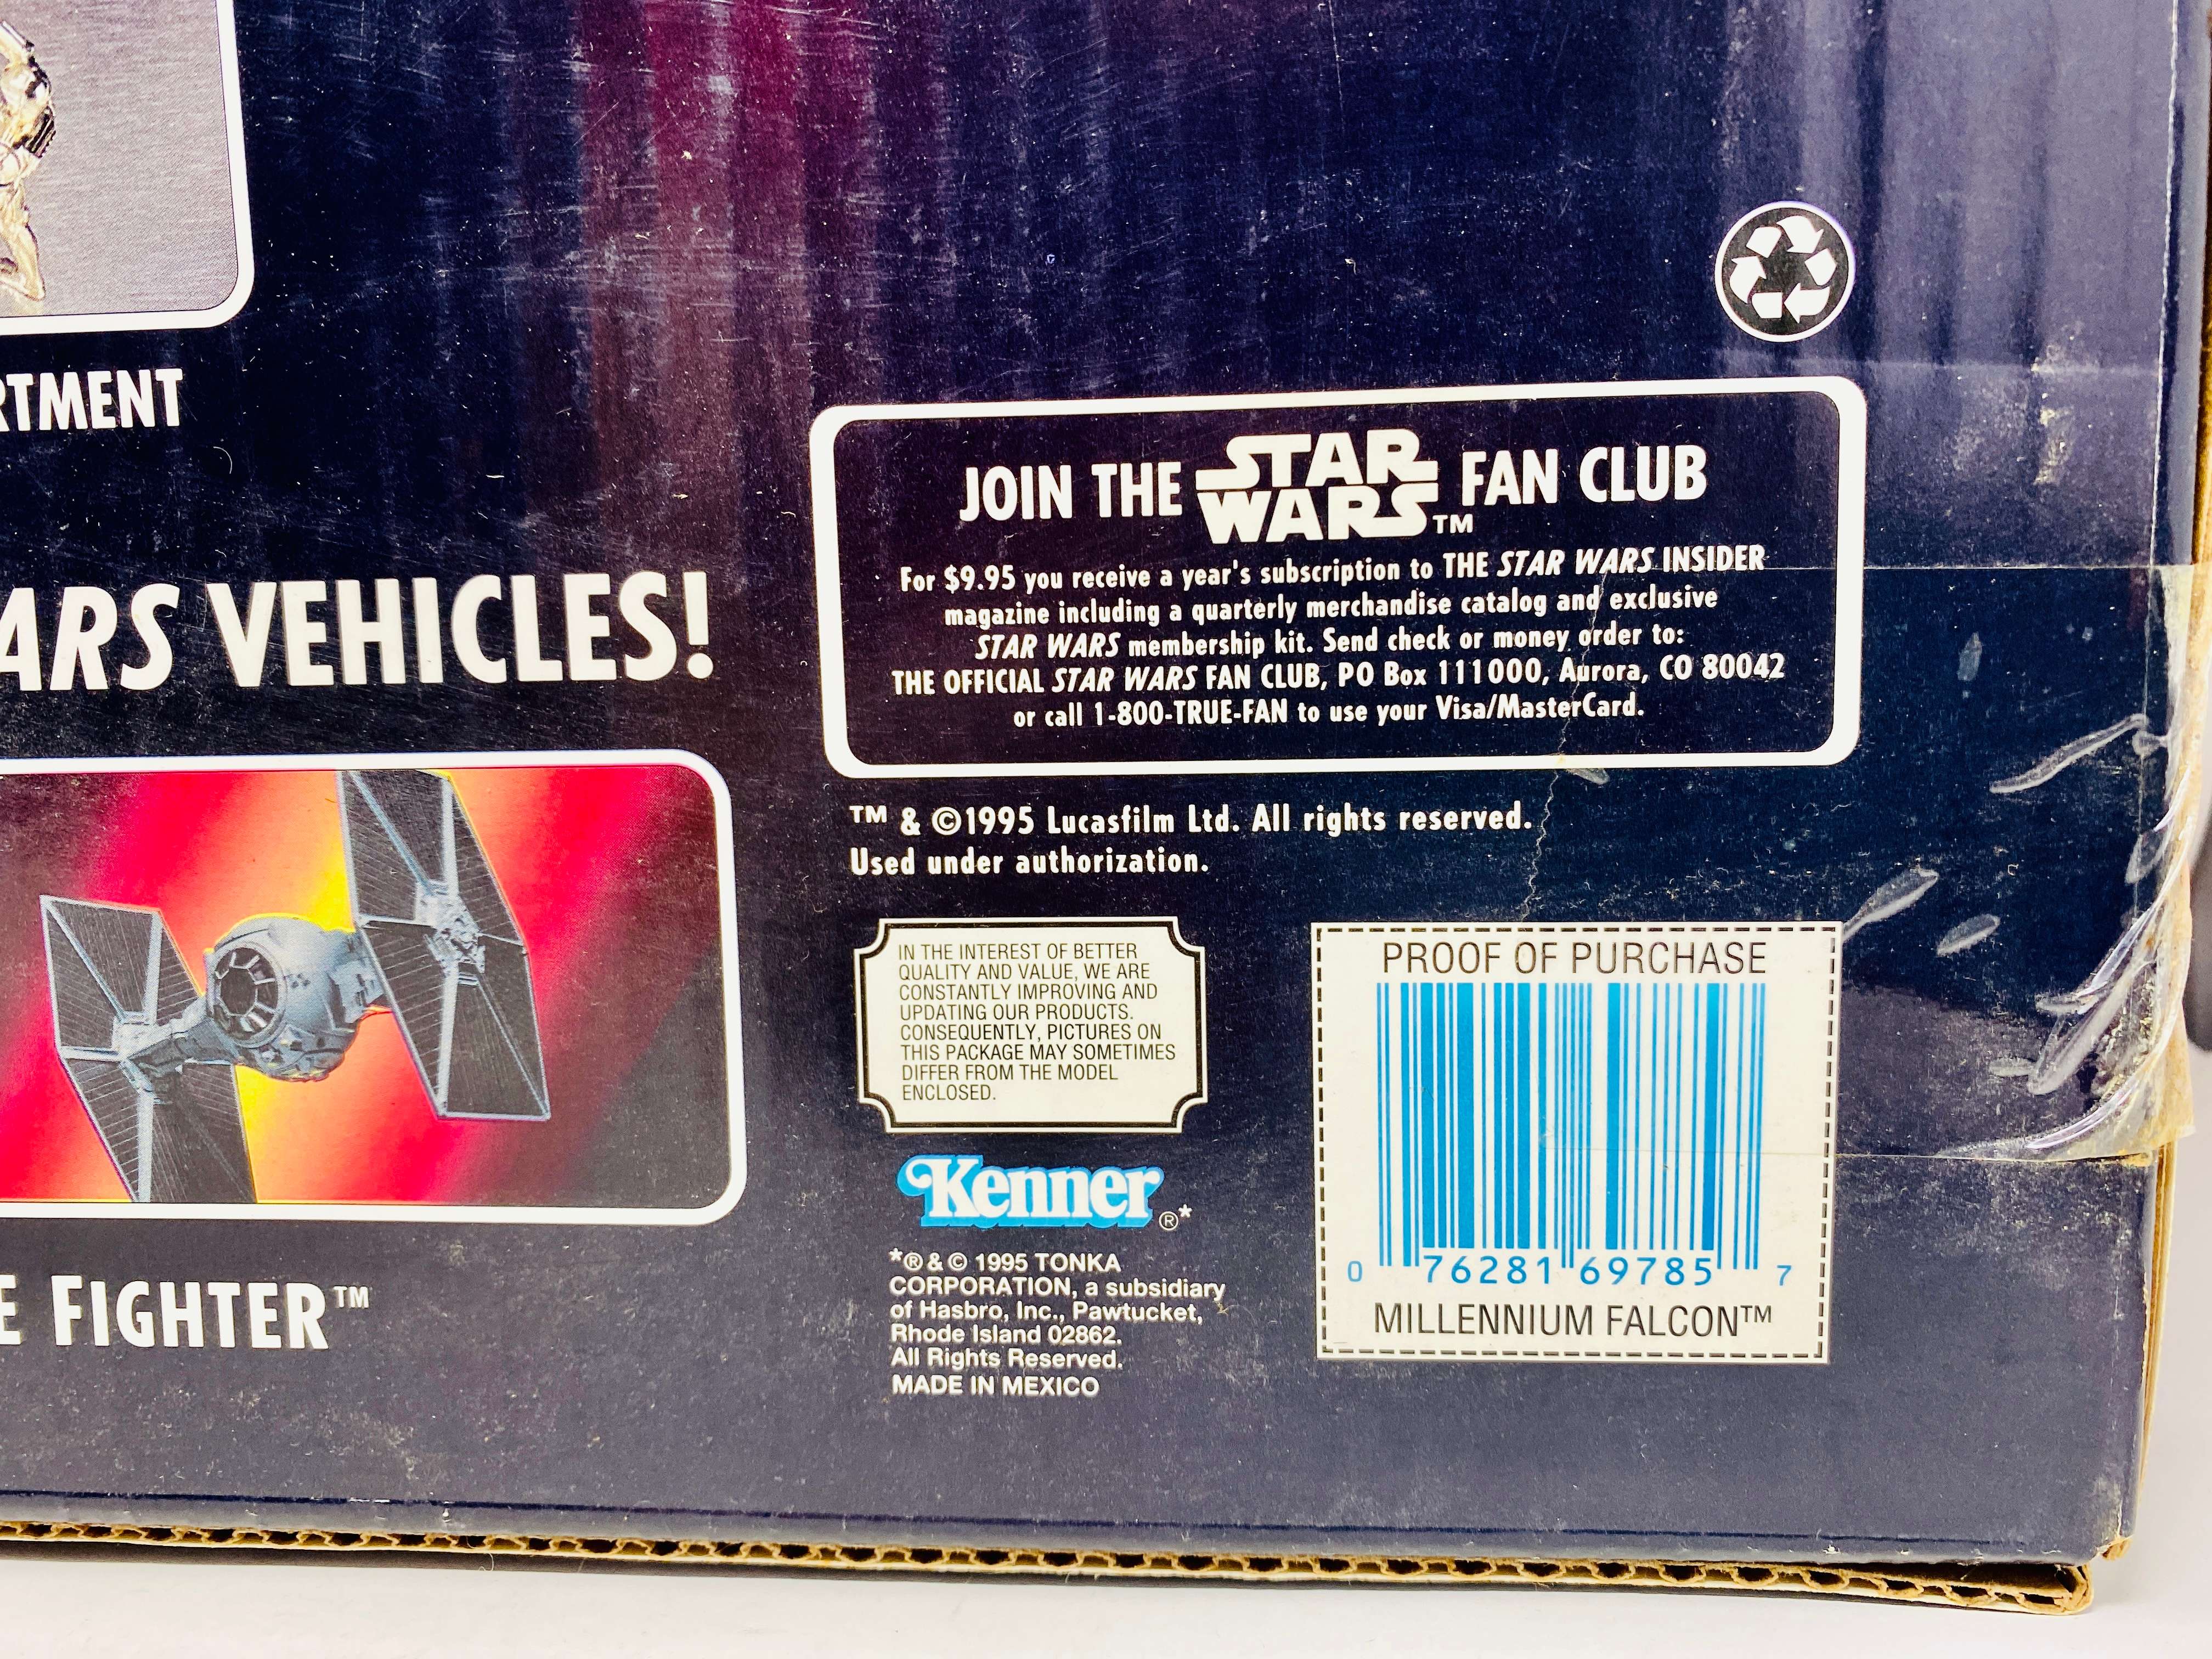 RTMENT
ARS VEHICLES!
E FIGHTER™
JOIN THE STAR WARS™ FAN CLUB
For $9.95 you receive a year's subscription to THE STAR WARS INSIDER
magazine including a quarterly merchandise catalog and exclusive
STAR WARS membership kit. Send check or money order to:
THE OFFICIAL STAR WARS FAN CLUB, PO Box 111000, Aurora, CO 80042
or call 1-800-TRUE-FAN to use your Visa/MasterCard.
™ & ©1995 Lucasfilm Ltd. All rights reserved.
Used under authorization.
IN THE INTEREST OF BETTER
QUALITY AND VALUE, WE ARE
CONSTANTLY IMPROVING AND
UPDATING OUR PRODUCTS.
CONSEQUENTLY, PICTURES ON
THIS PACKAGE MAY SOMETIMES
DIFFER FROM THE MODEL
ENCLOSED.
Kenner®*
*® & © 1995 TONKA
CORPORATION, a subsidiary
of Hasbro, Inc., Pawtucket,
Rhode Island 02862.
All Rights Reserved.
MADE IN MEXICO
PROOF OF PURCHASE
0 76281 69785 7
MILLENNIUM FALCON™